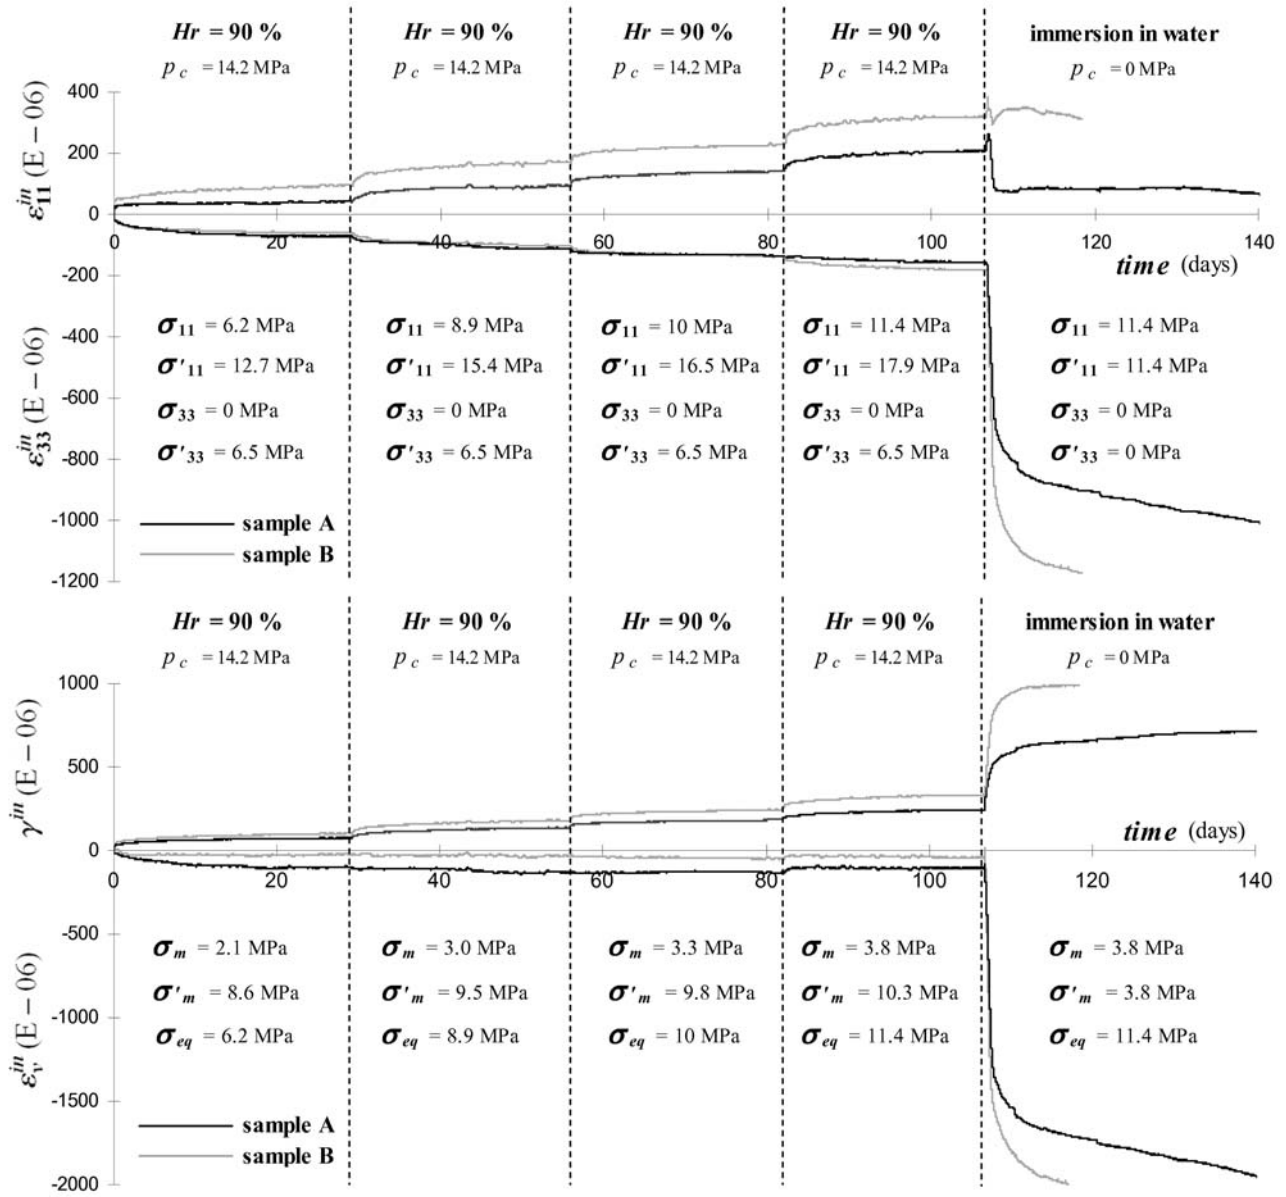 Hr = 90 % Hr = 90 % Hr = 90 % Hr = 90 % immersion in water
p c = 14.2 MPa p c = 14.2 MPa p c = 14.2 MPa p c = 14.2 MPa p c = 0 MPa
400
200
0
0 20 40 60 80 100 120 140
-200
time (days)
-400
-600
-800
-1000
-1200
ε11^in (E − 06)
ε33^in (E − 06)
σ11 = 6.2 MPa σ11 = 8.9 MPa σ11 = 10 MPa σ11 = 11.4 MPa σ11 = 11.4 MPa
σ'11 = 12.7 MPa σ'11 = 15.4 MPa σ'11 = 16.5 MPa σ'11 = 17.9 MPa σ'11 = 11.4 MPa
σ33 = 0 MPa σ33 = 0 MPa σ33 = 0 MPa σ33 = 0 MPa σ33 = 0 MPa
σ'33 = 6.5 MPa σ'33 = 6.5 MPa σ'33 = 6.5 MPa σ'33 = 6.5 MPa σ'33 = 0 MPa
sample A
sample B
Hr = 90 % Hr = 90 % Hr = 90 % Hr = 90 % immersion in water
p c = 14.2 MPa p c = 14.2 MPa p c = 14.2 MPa p c = 14.2 MPa p c = 0 MPa
1000
500
0
time (days)
0 20 40 60 80 100 120 140
-500
-1000
-1500
-2000
γ^in (E − 06)
εv^in (E − 06)
σm = 2.1 MPa σm = 3.0 MPa σm = 3.3 MPa σm = 3.8 MPa σm = 3.8 MPa
σ'm = 8.6 MPa σ'm = 9.5 MPa σ'm = 9.8 MPa σ'm = 10.3 MPa σ'm = 3.8 MPa
σeq = 6.2 MPa σeq = 8.9 MPa σeq = 10 MPa σeq = 11.4 MPa σeq = 11.4 MPa
sample A
sample B